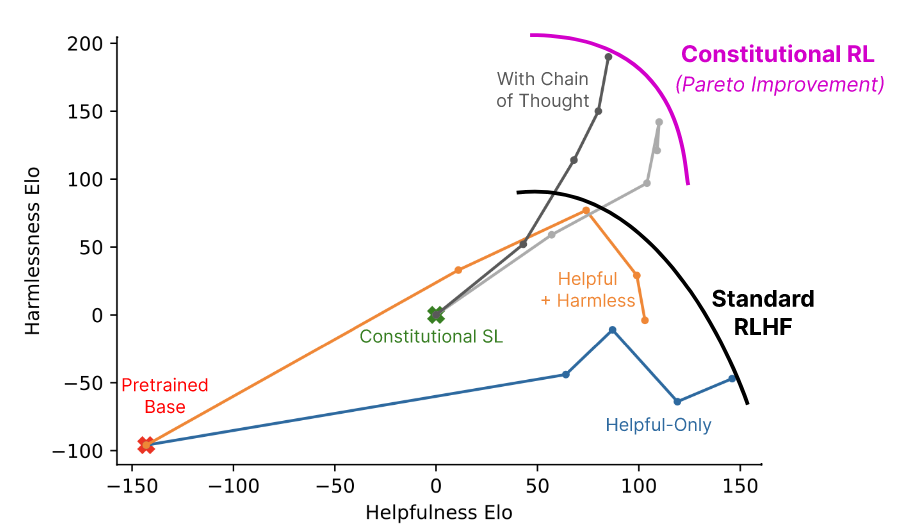 200
150
100
50
0
−50
−100
Harmlessness Elo
Constitutional RL
(Pareto Improvement)
With Chain
of Thought
Helpful
+ Harmless
Standard
RLHF
Constitutional SL
Pretrained
Base
Helpful-Only
−150
−100
−50
0
50
100
150
Helpfulness Elo